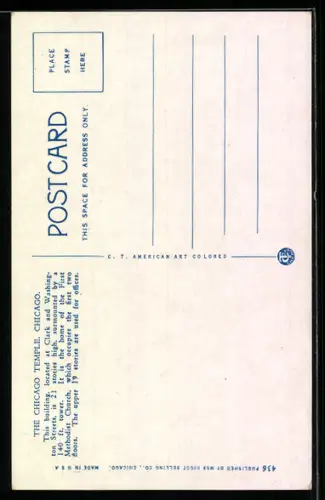 THE CHICAGO TEMPLE, CHICAGO.
This building, located at Clark and Washing-
ton Streets, is 21 stories high, surmounted by a
140 ft. tower. It is the home of the First
Methodist Church, which occupies the first two
floors. The upper 19 stories are used for offices.
POST CARD
THIS SPACE FOR ADDRESS ONLY.
PLACE
STAMP
HERE
C. T. AMERICAN ART COLORED
436 PUBLISHED BY MAX RIGOT SELLING CO., CHICAGO.
MADE IN U S A